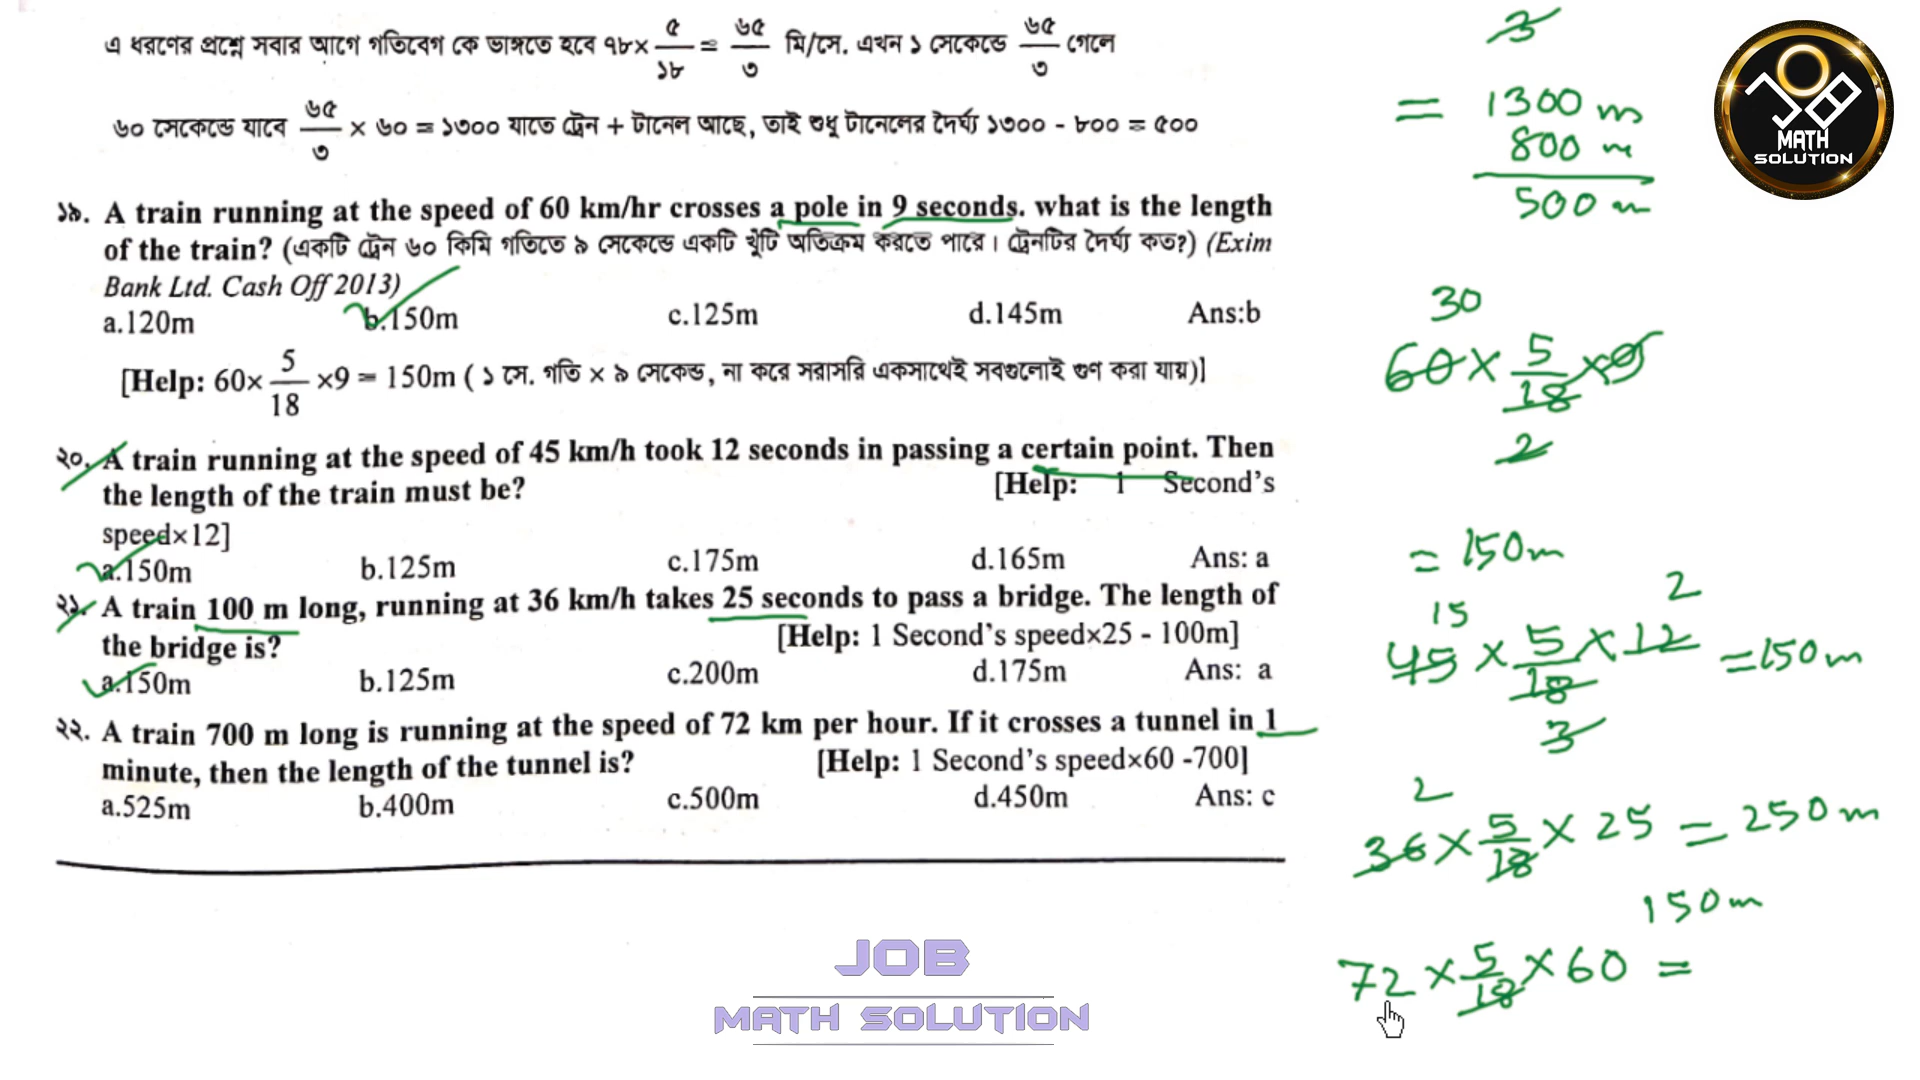 এ ধরণের প্রশ্নে সবার আগে গতিবেগ কে ভাঙ্গতে হবে ৭৮× ৫/১৮ = ৬৫/৩ মি/সে. এখন ১ সেকেন্ডে ৬৫/৩ গেলে
৬০ সেকেন্ডে যাবে ৬৫/৩ × ৬০ = ১৩০০ যাতে ট্রেন + টানেল আছে, তাই শুধু টানেলের দৈর্ঘ্য ১৩০০ - ৮০০ = ৫০০
১৯. A train running at the speed of 60 km/hr crosses a pole in 9 seconds. what is the length
of the train? (একটি ট্রেন ৬০ কিমি গতিতে ৯ সেকেন্ডে একটি খুঁটি অতিক্রম করতে পারে। ট্রেনটির দৈর্ঘ্য কত?) (Exim
Bank Ltd. Cash Off 2013)
a.120m b.150m c.125m d.145m Ans:b
[Help: 60× 5/18 ×9 = 150m ( ১ সে. গতি × ৯ সেকেন্ড, না করে সরাসরি একসাথেই সবগুলোই গুণ করা যায়)]
২০. A train running at the speed of 45 km/h took 12 seconds in passing a certain point. Then
the length of the train must be? [Help: 1 Second's
speed×12]
a.150m b.125m c.175m d.165m Ans: a
২১. A train 100 m long, running at 36 km/h takes 25 seconds to pass a bridge. The length of
the bridge is? [Help: 1 Second's speed×25 - 100m]
a.150m b.125m c.200m d.175m Ans: a
২২. A train 700 m long is running at the speed of 72 km per hour. If it crosses a tunnel in 1
minute, then the length of the tunnel is? [Help: 1 Second's speed×60 -700]
a.525m b.400m c.500m d.450m Ans: c
JOB
MATH SOLUTION
3
= 1300 m
800 m
500 m
30
60 × 5/18 × 9
2
= 150m
15 2
45 × 5/18 × 12 = 150m
3
2
36 × 5/18 × 25 = 250m
150m
72 × 5/18 × 60 =
JOB
MATH
SOLUTION